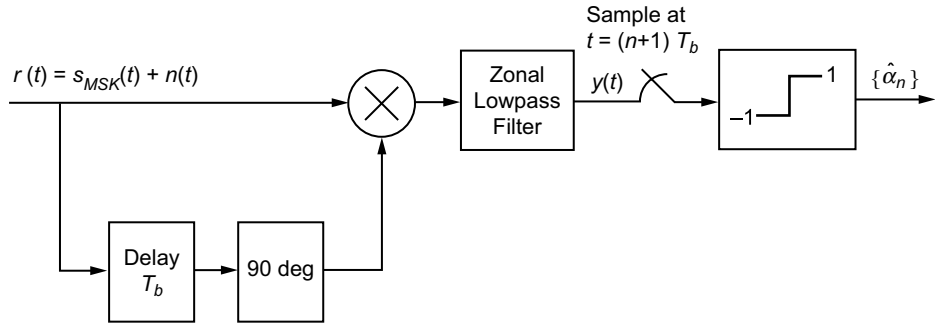 Sample at
t = (n+1) T_b
r (t) = s_MSK(t) + n(t)
Zonal
Lowpass
Filter
y(t)
1
–1
{α̂_n}
Delay
T_b
90 deg